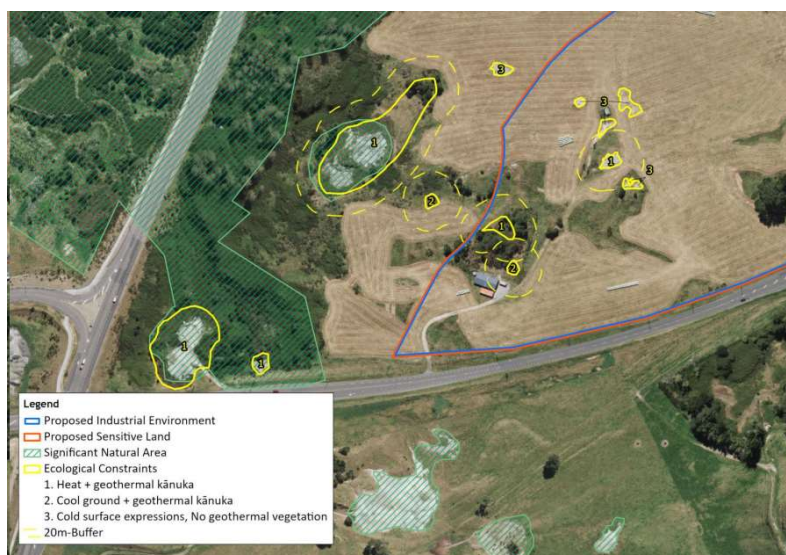 3
3
1
1
2
3
1
2
1
1
Legend
Proposed Industrial Environment
Proposed Sensitive Land
Significant Natural Area
Ecological Constraints
1. Heat + geothermal kānuka
2. Cool ground + geothermal kānuka
3. Cold surface expressions, No geothermal vegetation
20m-Buffer